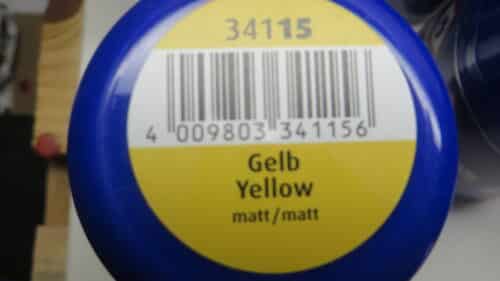 34115
4 009803 341156
Gelb
Yellow
matt/matt